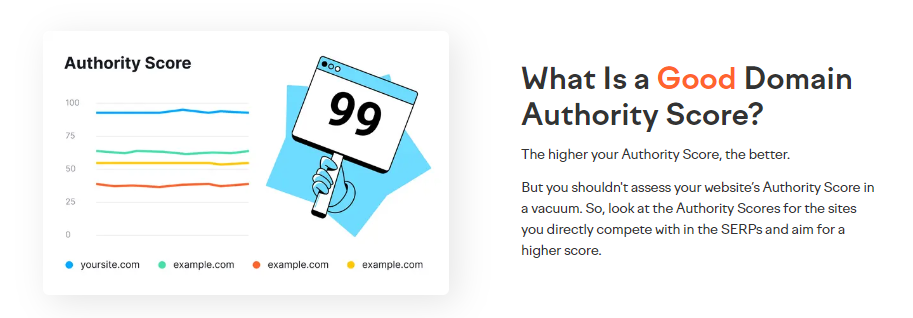 Authority Score
100
75
50
25
0
99
yoursite.com
example.com
example.com
example.com
What Is a Good Domain
Authority Score?
The higher your Authority Score, the better.
But you shouldn't assess your website's Authority Score in
a vacuum. So, look at the Authority Scores for the sites
you directly compete with in the SERPs and aim for a
higher score.